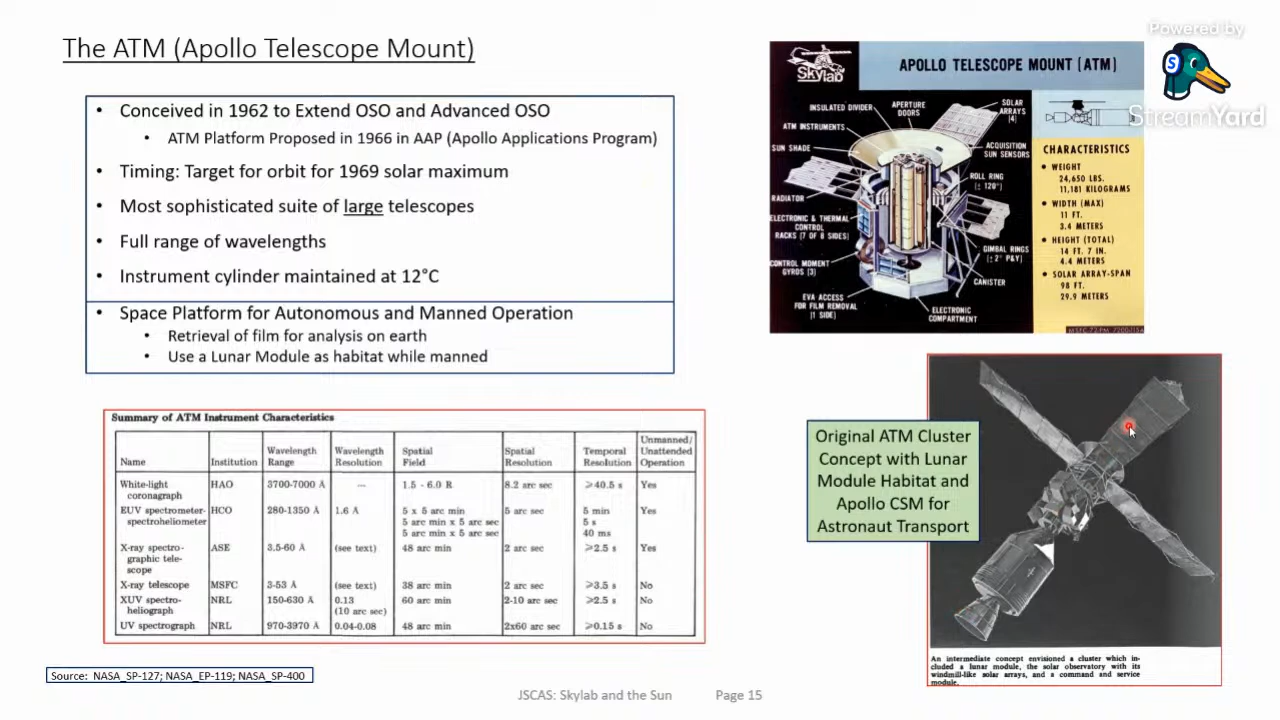 The ATM (Apollo Telescope Mount)
• Conceived in 1962 to Extend OSO and Advanced OSO
• ATM Platform Proposed in 1966 in AAP (Apollo Applications Program)
• Timing: Target for orbit for 1969 solar maximum
• Most sophisticated suite of large telescopes
• Full range of wavelengths
• Instrument cylinder maintained at 12°C
• Space Platform for Autonomous and Manned Operation
• Retrieval of film for analysis on earth
• Use a Lunar Module as habitat while manned
Summary of ATM Instrument Characteristics
Name Institution Wavelength Range Wavelength Resolution Spatial Field Spatial Resolution Temporal Resolution Unmanned/ Unattended Operation
White-light coronagraph HAO 3700-7000 A — 1.5 - 6.0 R 8.2 arc sec ≥40.5 s Yes
EUV spectrometer-spectroheliometer HCO 280-1350 A 1.6 A 5 x 5 arc min 5 arc sec 5 min Yes
5 arc min x 5 arc sec 5 s
5 arc min x 5 arc sec 40 ms
X-ray spectro-graphic tele-scope ASE 3.5-60 A (see text) 48 arc min 2 arc sec ≥2.5 s Yes
X-ray telescope MSFC 3-53 A (see text) 38 arc min 2 arc sec ≥3.5 s No
XUV spectro-heliograph NRL 150-630 A 0.13 (10 arc sec) 60 arc min 2-10 arc sec ≥2.5 s No
UV spectrograph NRL 970-3970 A 0.04-0.08 48 arc min 2x60 arc sec ≥0.15 s No
Source: NASA_SP-127; NASA_EP-119; NASA_SP-400
JSCAS: Skylab and the Sun Page 15
Skylab
APOLLO TELESCOPE MOUNT (ATM)
INSULATED DIVIDER
APERTURE
DOORS
SOLAR
ARRAYS
(4)
ATM INSTRUMENTS
SUN SHADE
ACQUISITION
SUN SENSORS
ROLL RING
(± 120°)
RADIATOR
ELECTRONIC & THERMAL
CONTROL
RACKS (7 OF 8 SIDES)
GIMBAL RINGS
(± 2° P&Y)
CONTROL MOMENT
GYROS (3)
CANISTER
EVA ACCESS
FOR FILM REMOVAL
(1 SIDE)
ELECTRONIC
COMPARTMENT
CHARACTERISTICS
• WEIGHT
24,650 LBS.
11,181 KILOGRAMS
• WIDTH (MAX)
11 FT.
3.4 METERS
• HEIGHT (TOTAL)
14 FT. 7 IN.
4.4 METERS
• SOLAR ARRAY-SPAN
98 FT.
29.9 METERS
Powered by
S
StreamYard
Original ATM Cluster
Concept with Lunar
Module Habitat and
Apollo CSM for
Astronaut Transport
An intermediate concept envisioned a cluster which in-
cluded a lunar module, the solar observatory with its
windmill-like solar arrays, and a command and service
module.